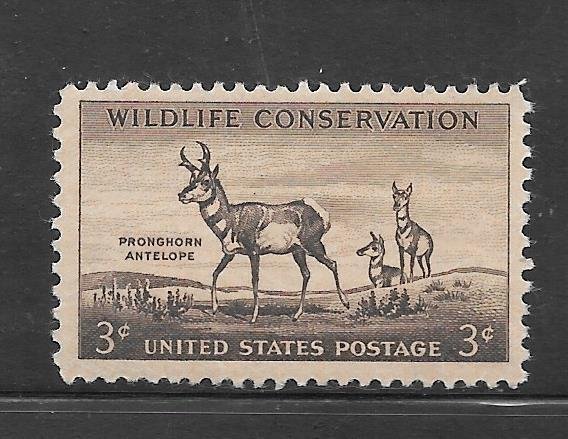 WILDLIFE CONSERVATION
PRONGHORN
ANTELOPE
3¢ UNITED STATES POSTAGE 3¢